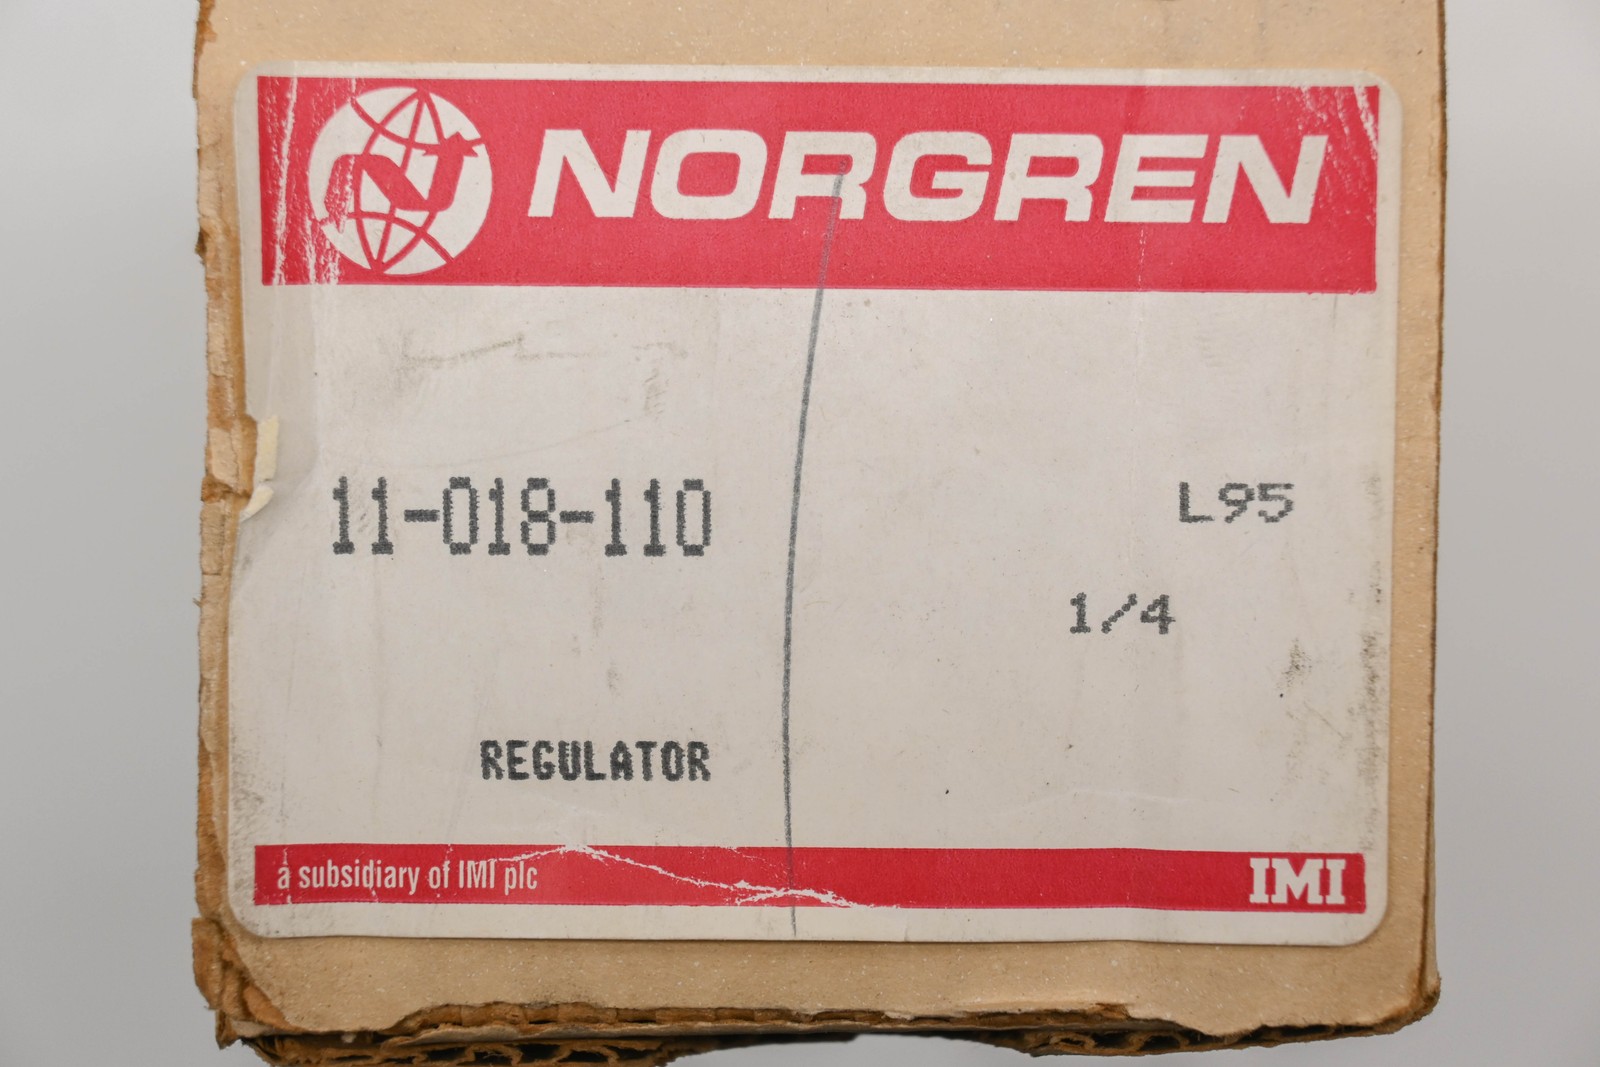 NORGREN
11-018-110
L95
1/4
REGULATOR
a subsidiary of IMI plc
IMI